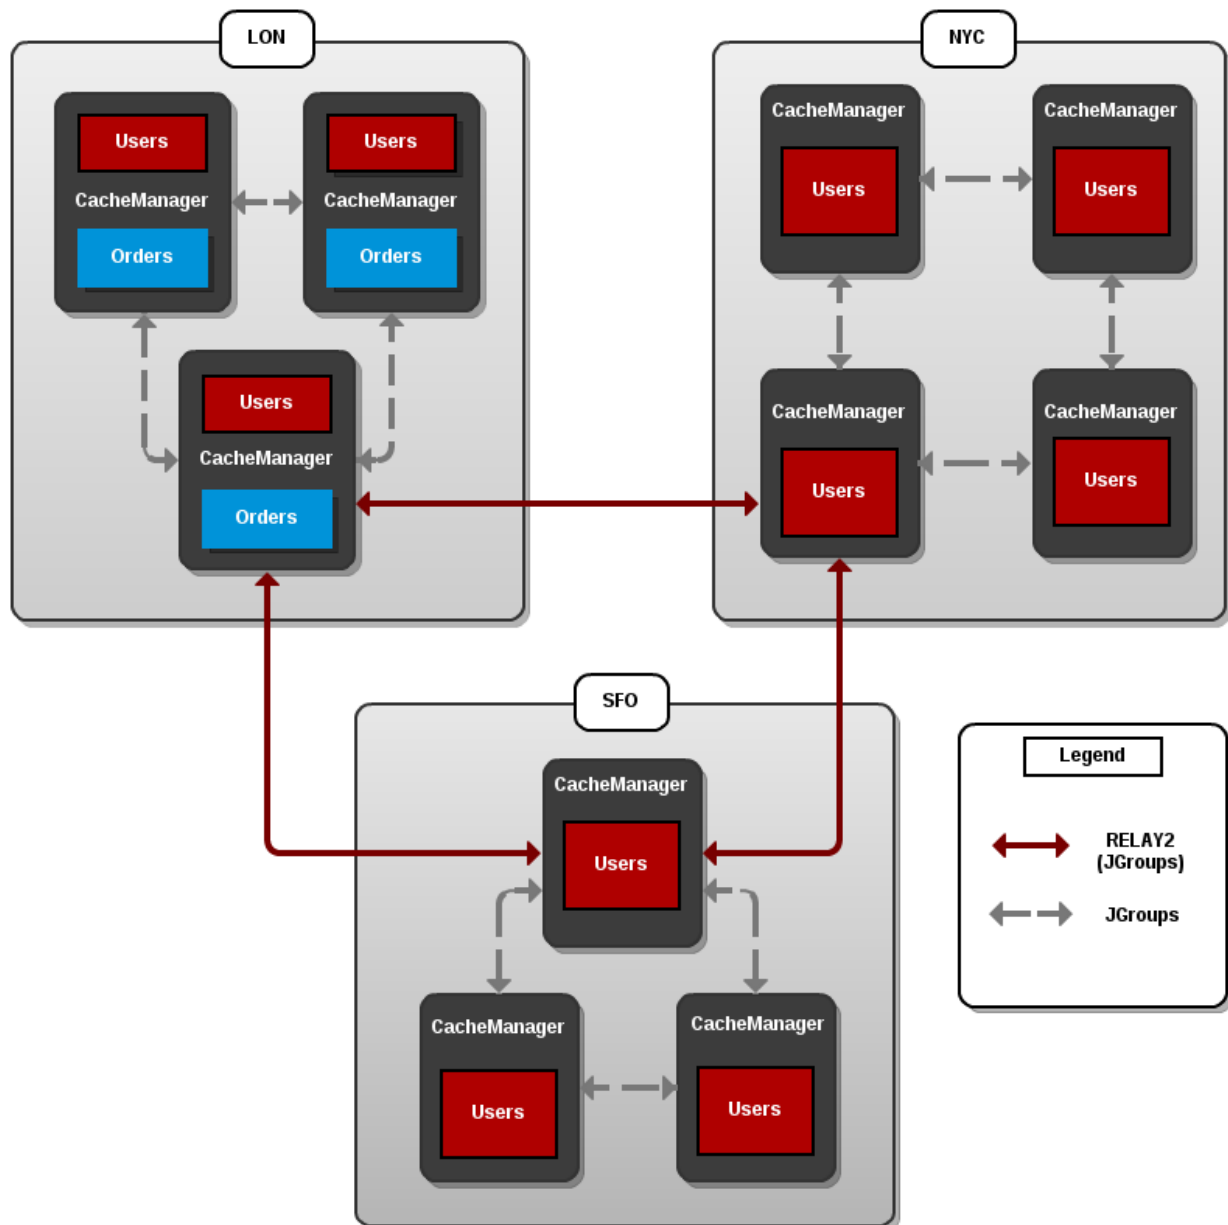 LON
Users
CacheManager
Orders
Users
CacheManager
Orders
Users
CacheManager
Orders
NYC
CacheManager
Users
CacheManager
Users
CacheManager
Users
CacheManager
Users
SFO
CacheManager
Users
CacheManager
Users
CacheManager
Users
Legend
RELAY2
(JGroups)
JGroups